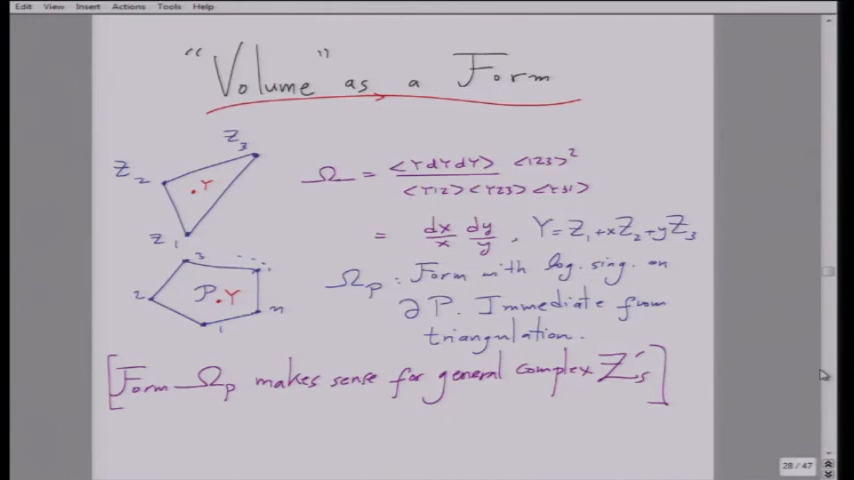 Edit View Insert Actions Tools Help
"Volume" as a Form
Z3
Z2
Y
Z1
Ω = <Y dY dY> <123>²
<Y12> <Y23> <Y31>
= dx/x dy/y , Y = Z1 + xZ2 + yZ3
3
2
P
Y
1
n
ΩP : Form with log. sing. on
∂P. Immediate from
triangulation.
[Form ΩP makes sense for general complex Z's]
28 / 47